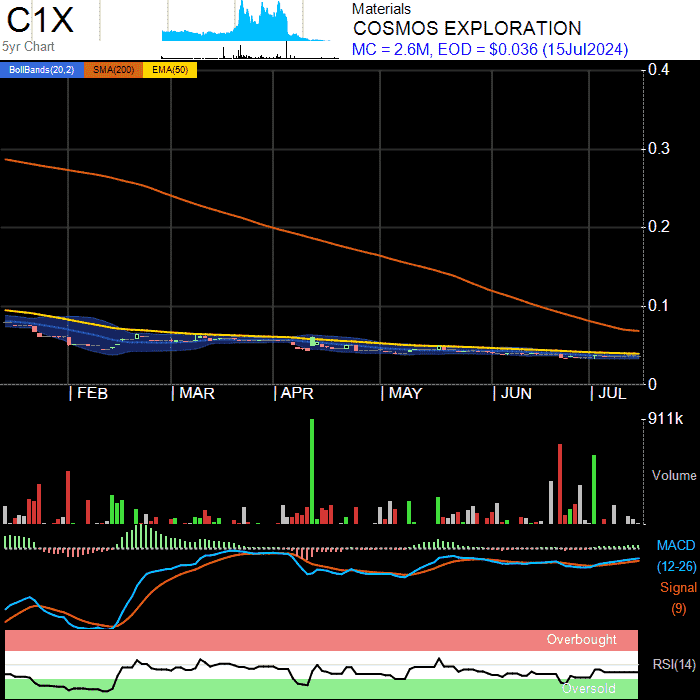 C1X
5yr Chart
Materials
COSMOS EXPLORATION
MC = 2.6M, EOD = $0.036 (15Jul2024)
BollBands(20,2) SMA(200) EMA(50)
0.4
0.3
0.2
0.1
0
FEB MAR APR MAY JUN JUL
911k
Volume
MACD
(12-26)
Signal
(9)
Overbought
RSI(14)
Oversold